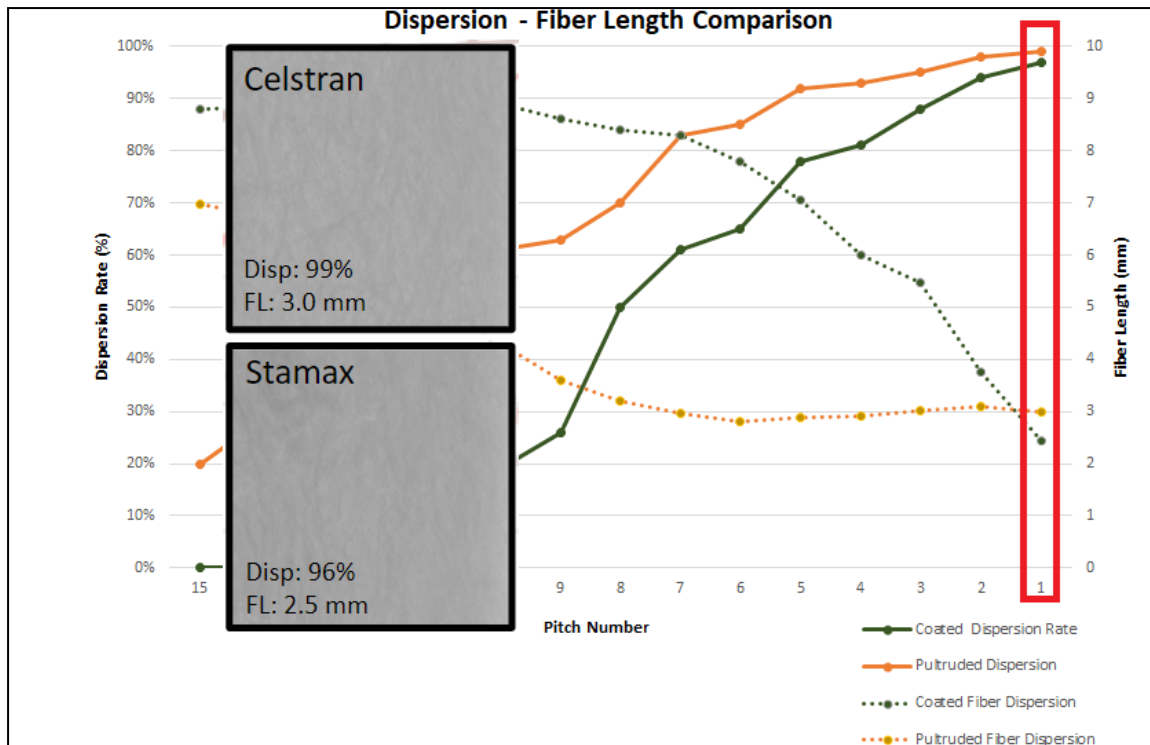 Dispersion - Fiber Length Comparison
100%
90%
80%
70%
60%
50%
40%
30%
20%
10%
0%
Dispersion Rate (%)
Celstran
Disp: 99%
FL: 3.0 mm
Stamax
Disp: 96%
FL: 2.5 mm
10
9
8
7
6
5
4
3
2
1
0
Fiber Length (mm)
15 9 8 7 6 5 4 3 2 1
Pitch Number
Coated Dispersion Rate
Pultruded Dispersion
Coated Fiber Dispersion
Pultruded Fiber Dispersion